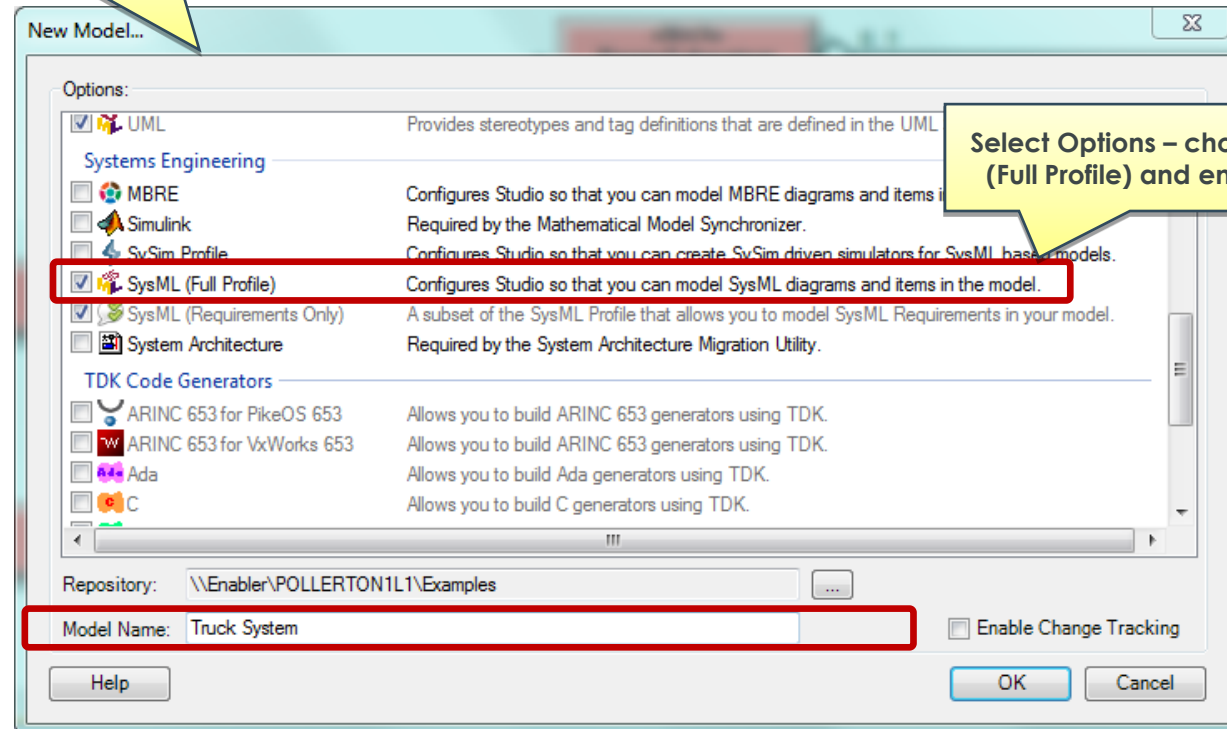 New Model...
Options:
UML Provides stereotypes and tag definitions that are defined in the UML
Select Options –
(Full Profile) and
Systems Engineering
MBRE Configures Studio so that you can model MBRE diagrams and items
Simulink Required by the Mathematical Model Synchronizer.
SySim Profile Configures Studio so that you can create SySim driven simulators for SysML based models.
SysML (Full Profile) Configures Studio so that you can model SysML diagrams and items in the model.
SysML (Requirements Only) A subset of the SysML Profile that allows you to model SysML Requirements in your model.
System Architecture Required by the System Architecture Migration Utility.
TDK Code Generators
ARINC 653 for PikeOS 653 Allows you to build ARINC 653 generators using TDK.
ARINC 653 for VxWorks 653 Allows you to build ARINC 653 generators using TDK.
Ada Allows you to build Ada generators using TDK.
C Allows you to build C generators using TDK.
Repository: \\Enabler\POLLERTON1L1\Examples ...
Model Name: Truck System
Enable Change Tracking
Help OK Cancel